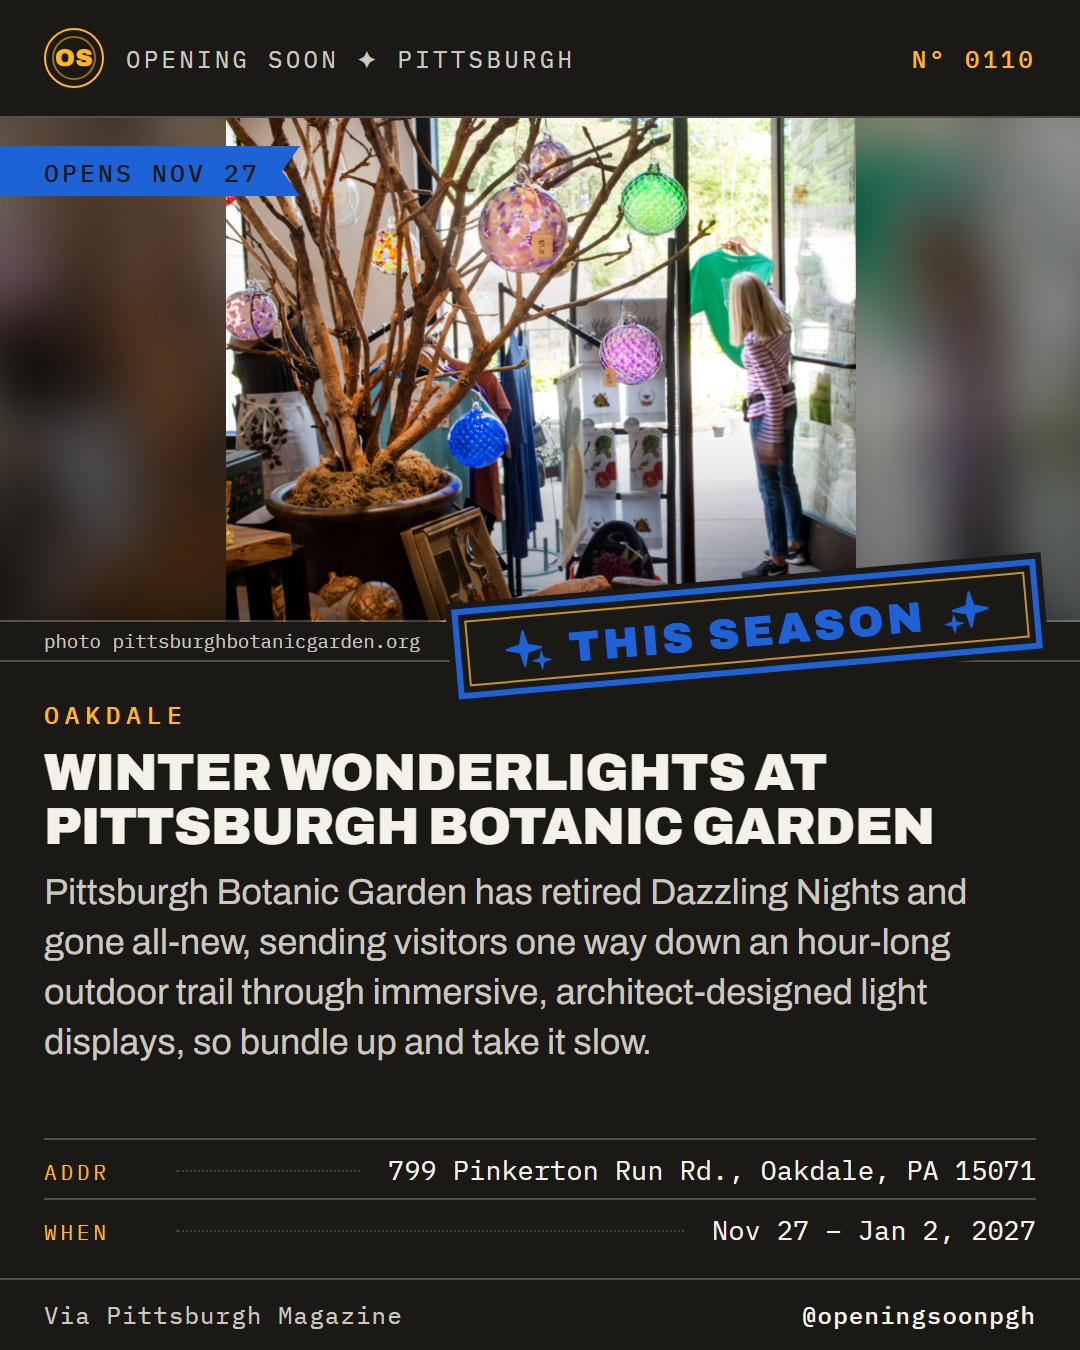 OS OPENING SOON ✦ PITTSBURGH N° 0110
OPENS NOV 27
photo pittsburghbotanicgarden.org
THIS SEASON
OAKDALE
WINTER WONDERLIGHTS AT
PITTSBURGH BOTANIC GARDEN
Pittsburgh Botanic Garden has retired Dazzling Nights and
gone all-new, sending visitors one way down an hour-long
outdoor trail through immersive, architect-designed light
displays, so bundle up and take it slow.
ADDR 799 Pinkerton Run Rd., Oakdale, PA 15071
WHEN Nov 27 – Jan 2, 2027
Via Pittsburgh Magazine @openingsoonpgh